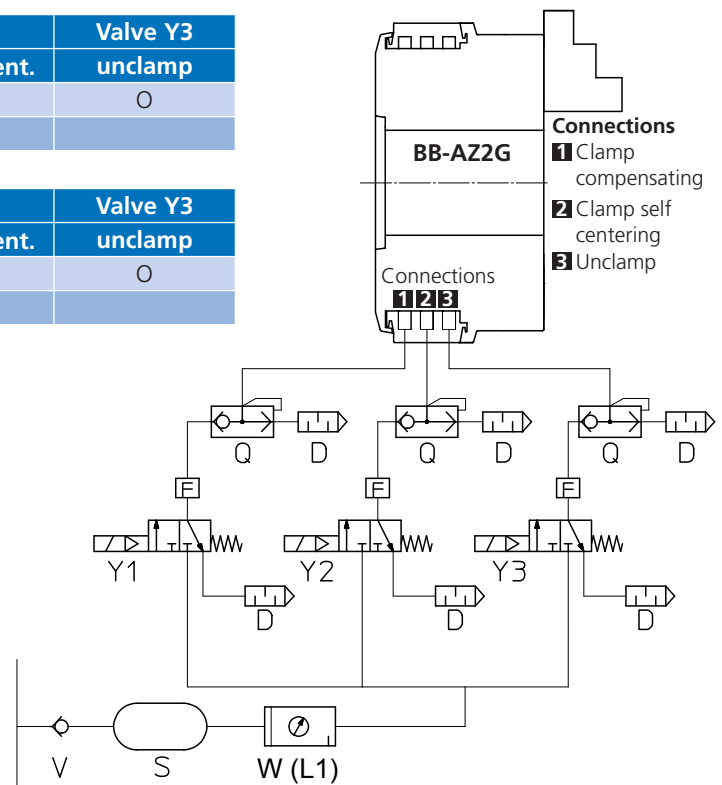 Valve Y3
ent. unclamp
O
Valve Y3
ent. unclamp
O
BB-AZ2G
Connections
1 Clamp
compensating
2 Clamp self
centering
3 Unclamp
Connections
1 2 3
Q D Q D Q D
F F F
Y1 Y2 Y3
D D D
V S W (L1)